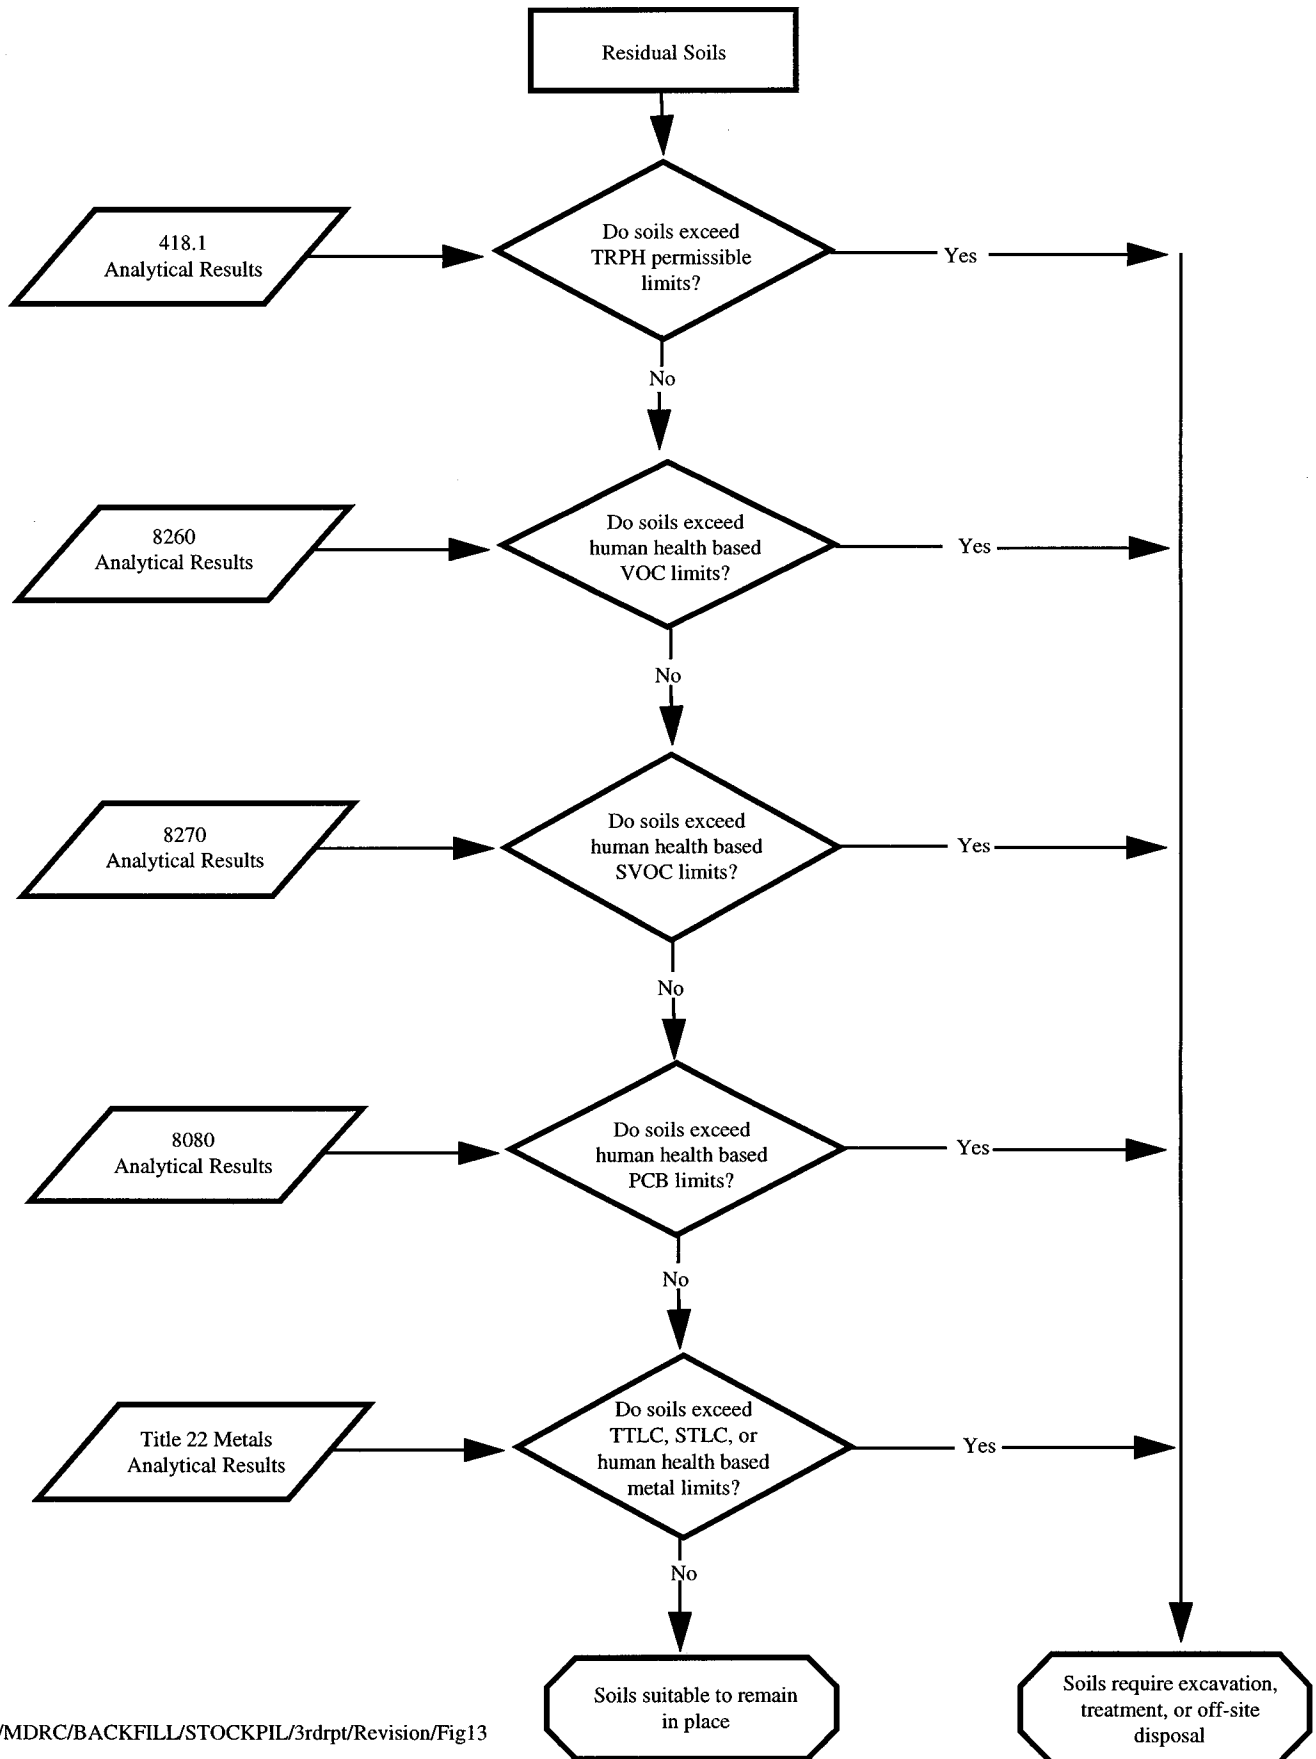 Residual Soils
418.1
Analytical Results
Do soils exceed
TRPH permissible
limits?
Yes
No
8260
Analytical Results
Do soils exceed
human health based
VOC limits?
Yes
No
8270
Analytical Results
Do soils exceed
human health based
SVOC limits?
Yes
No
8080
Analytical Results
Do soils exceed
human health based
PCB limits?
Yes
No
Title 22 Metals
Analytical Results
Do soils exceed
TTLC, STLC, or
human health based
metal limits?
Yes
No
Soils suitable to remain
in place
Soils require excavation,
treatment, or off-site
disposal
/MDRC/BACKFILL/STOCKPIL/3rdrpt/Revision/Fig13